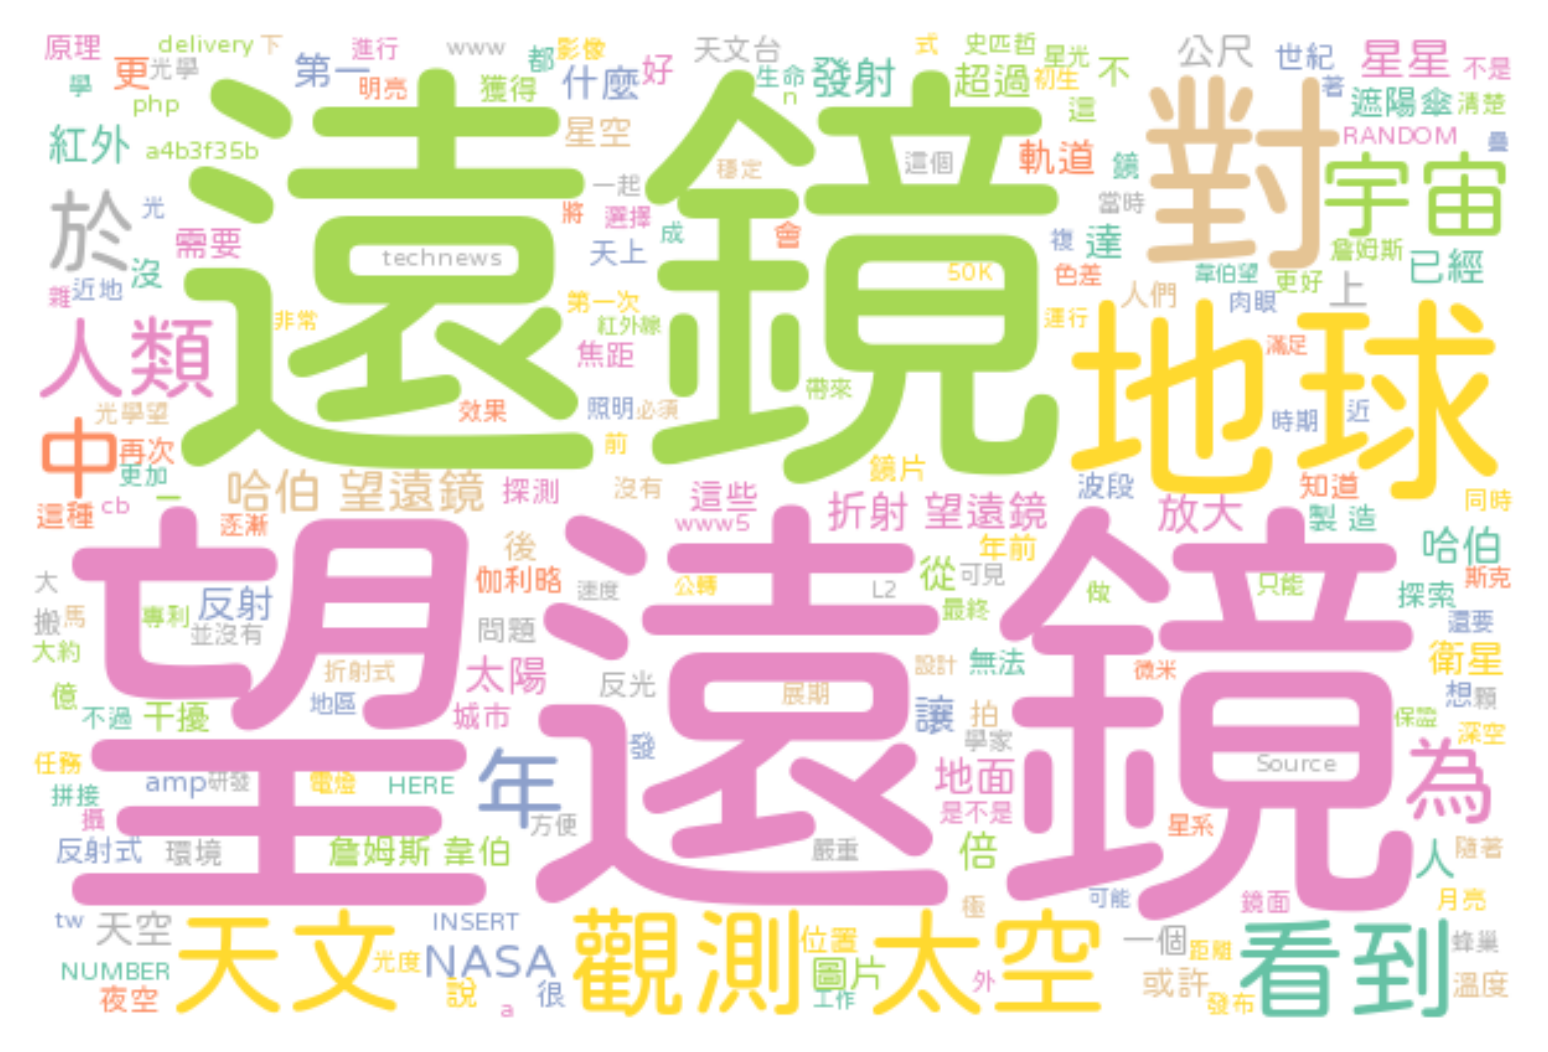 原理 delivery 下 進行 www 都 影像 天文台 式 史匹哲 星光 公尺 世紀 星星 不是
學 更 光學 第一 明亮 獲得 什麼 好 生命 n 發射 超過 初生 不 著 遮陽傘 清楚
php 紅外 a4b3f35b 星空 這 RANDOM 疊
遠鏡 遠鏡 對 宇宙
於 光 需要 一起 將 選擇 穩定 這個 軌道 鏡 當時
沒 technews 天上 成 會 50K 複 達 色差 詹姆斯 已經
雜 近地 非常 第一次 紅外線 運行 人們 韋伯望 肉眼 更好 上
人類 焦距 帶來 地球 滿足
光學望 效果 照明 必須 前 鏡片 時期 近
中 再次 更加 一 哈伯 望遠鏡 探測 沒有 這些 折射 望遠鏡 波段 放大 知道 同時
這種 cb 逐漸 www5 年前 製 造 哈伯
望遠鏡
大 後 伽利略 速度 公轉 L2 從 可見 最終 做 只能 探索 斯克
搬 馬 專利 反射 並沒有 問題 還要
大約 折射式 太陽 反光 設計 無法 微米 衛星
億 不過 干擾 地區 城市 展期 讓 拍 想 顆 保證
發 學家 深空
任務 amp 研發 電燈 HERE 年 地面 Source 為
拼接 攝 方便 是不是 星系
反射式 環境 詹姆斯 韋伯 嚴重 倍 人 隨著
tw 天空 INSERT 極 可能 鏡面 月亮
天文 光度 NASA 觀測 位置 太空 一個 距離 看到 蜂巢
NUMBER 夜空 說 a 很 圖片 工作 外 或許 發布 溫度